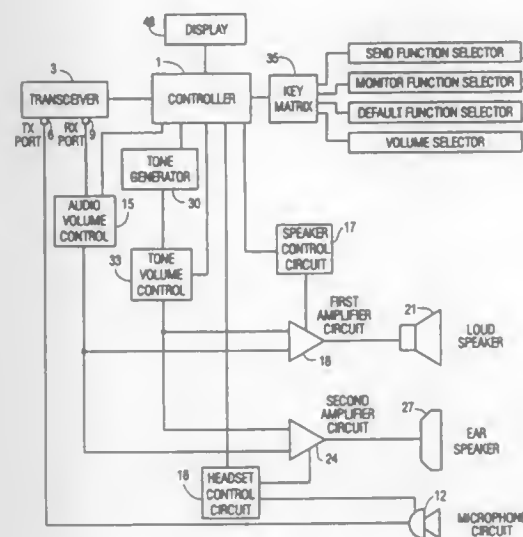 48
DISPLAY
3
TRANSCEIVER
1
CONTROLLER
35
KEY
MATRIX
SEND FUNCTION SELECTOR
MONITOR FUNCTION SELECTOR
DEFAULT FUNCTION SELECTOR
VOLUME SELECTOR
TX
PORT
6
RX
PORT
9
TONE
GENERATOR
30
AUDIO
VOLUME
CONTROL
15
33
TONE
VOLUME
CONTROL
SPEAKER
CONTROL
CIRCUIT
17
FIRST
AMPLIFIER
CIRCUIT
18
21
LOUD
SPEAKER
SECOND
AMPLIFIER
CIRCUIT
24
27
EAR
SPEAKER
16
HEADSET
CONTROL
CIRCUIT
12
MICROPHONE
CIRCUIT